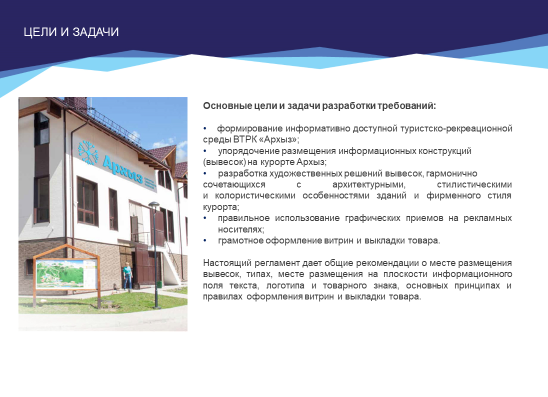 ЦЕЛИ И ЗАДАЧИ
Основные цели и задачи разработки требований:
• формирование информативно доступной туристско-рекреационной
среды ВТРК «Архыз»;
• упорядочение размещения информационных конструкций
(вывесок) на курорте Архыз;
• разработка художественных решений вывесок, гармонично
сочетающихся с архитектурными, стилистическими
и колористическими особенностями зданий и фирменного стиля
курорта;
• правильное использование графических приемов на рекламных
носителях;
• грамотное оформление витрин и выкладки товара.
Настоящий регламент дает общие рекомендации о месте размещения
вывесок, типах, месте размещения на плоскости информационного
поля текста, логотипа и товарного знака, основных принципах и
правилах оформления витрин и выкладки товара.
Архыз